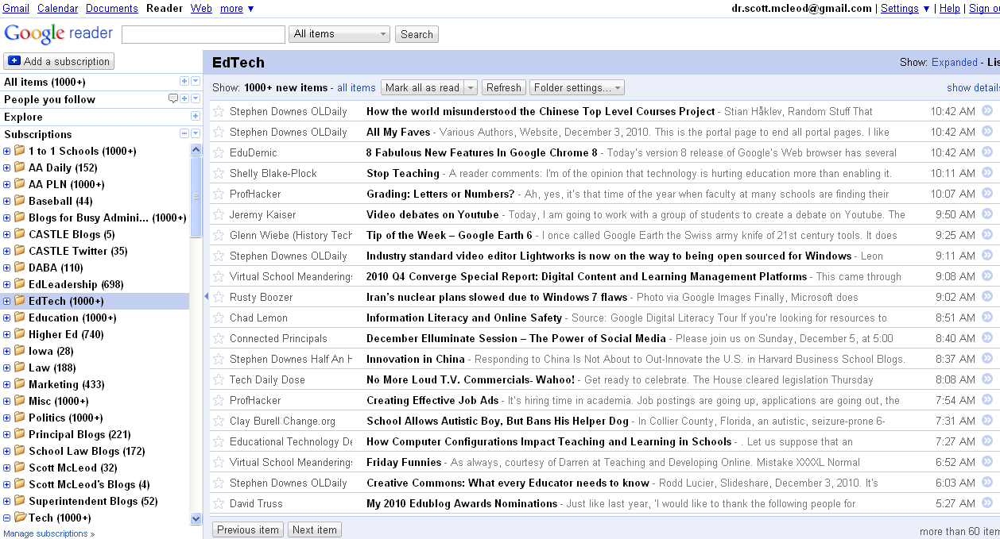 Gmail Calendar Documents Reader Web more ▼ dr.scott.mcleod@gmail.com | Settings ▼ | Help | Sign
Google reader All items Search
Add a subscription
All items (1000+)
People you follow
Explore
Subscriptions
1 to 1 Schools (1000+)
AA Daily (152)
AA PLN (1000+)
Baseball (44)
Blogs for Busy Admini... (1000+)
CASTLE Blogs (5)
CASTLE Twitter (35)
DABA (110)
EdLeadership (698)
EdTech (1000+)
Education (1000+)
Higher Ed (740)
Iowa (28)
Law (188)
Marketing (433)
Misc (1000+)
Politics (1000+)
Principal Blogs (221)
School Law Blogs (172)
Scott McLeod (32)
Scott McLeod's Blogs (4)
Superintendent Blogs (52)
Tech (1000+)
Manage subscriptions »
EdTech Show: Expanded - Lis
Show: 1000+ new items - all items Mark all as read Refresh Folder settings... show detail
Stephen Downes OLDaily How the world misunderstood the Chinese Top Level Courses Project - Stian Håklev, Random Stuff That 10:42 AM
Stephen Downes OLDaily All My Faves - Various Authors, Website, December 3, 2010. This is the portal page to end all portal pages. I like 10:42 AM
EduDemic 8 Fabulous New Features In Google Chrome 8 - Today's version 8 release of Google's Web browser has several 10:42 AM
Shelly Blake-Plock Stop Teaching - A reader comments: I'm of the opinion that technology is hurting education more than enabling it. 10:11 AM
ProfHacker Grading: Letters or Numbers? - Ah, yes, it's that time of the year when faculty at many schools are finding their 10:07 AM
Jeremy Kaiser Video debates on Youtube - Today, I am going to work with a group of students to create a debate on Youtube. The 9:50 AM
Glenn Wiebe (History Tech Tip of the Week – Google Earth 6 - I once called Google Earth the Swiss army knife of 21st century tools. It does 9:25 AM
Stephen Downes OLDaily Industry standard video editor Lightworks is now on the way to being open sourced for Windows - Leon 9:11 AM
Virtual School Meanderings 2010 Q4 Converge Special Report: Digital Content and Learning Management Platforms - This came through 9:08 AM
Rusty Boozer Iran's nuclear plans slowed due to Windows 7 flaws - Photo via Google Images Finally, Microsoft does 9:02 AM
Chad Lemon Information Literacy and Online Safety - Source: Google Digital Literacy Tour If you're looking for resources to 8:51 AM
Connected Principals December Elluminate Session – The Power of Social Media - Please join us on Sunday, December 5, at 5:00 8:40 AM
Stephen Downes Half An H Innovation in China - Responding to China Is Not About to Out-Innovate the U.S. in Harvard Business School Blogs. 8:37 AM
Tech Daily Dose No More Loud T.V. Commercials- Wahoo! - Get ready to celebrate. The House cleared legislation Thursday 8:08 AM
ProfHacker Creating Effective Job Ads - It's hiring time in academia. Job postings are going up, applications are going out, the 7:54 AM
Clay Burell Change.org School Allows Autistic Boy, But Bans His Helper Dog - In Collier County, Florida, an autistic, seizure-prone 6- 7:31 AM
Educational Technology De How Computer Configurations Impact Teaching and Learning in Schools - . Let us suppose that an 7:27 AM
Virtual School Meanderings Friday Funnies - As always, courtesy of Darren at Teaching and Developing Online. Mistake XXXXL Normal 6:52 AM
Stephen Downes OLDaily Creative Commons: What every Educator needs to know - Rodd Lucier, Slideshare, December 3, 2010. It's 6:03 AM
David Truss My 2010 Edublog Awards Nominations - Just like last year, 'I would like to thank the following people for 5:27 AM
Previous item Next item more than 60 item